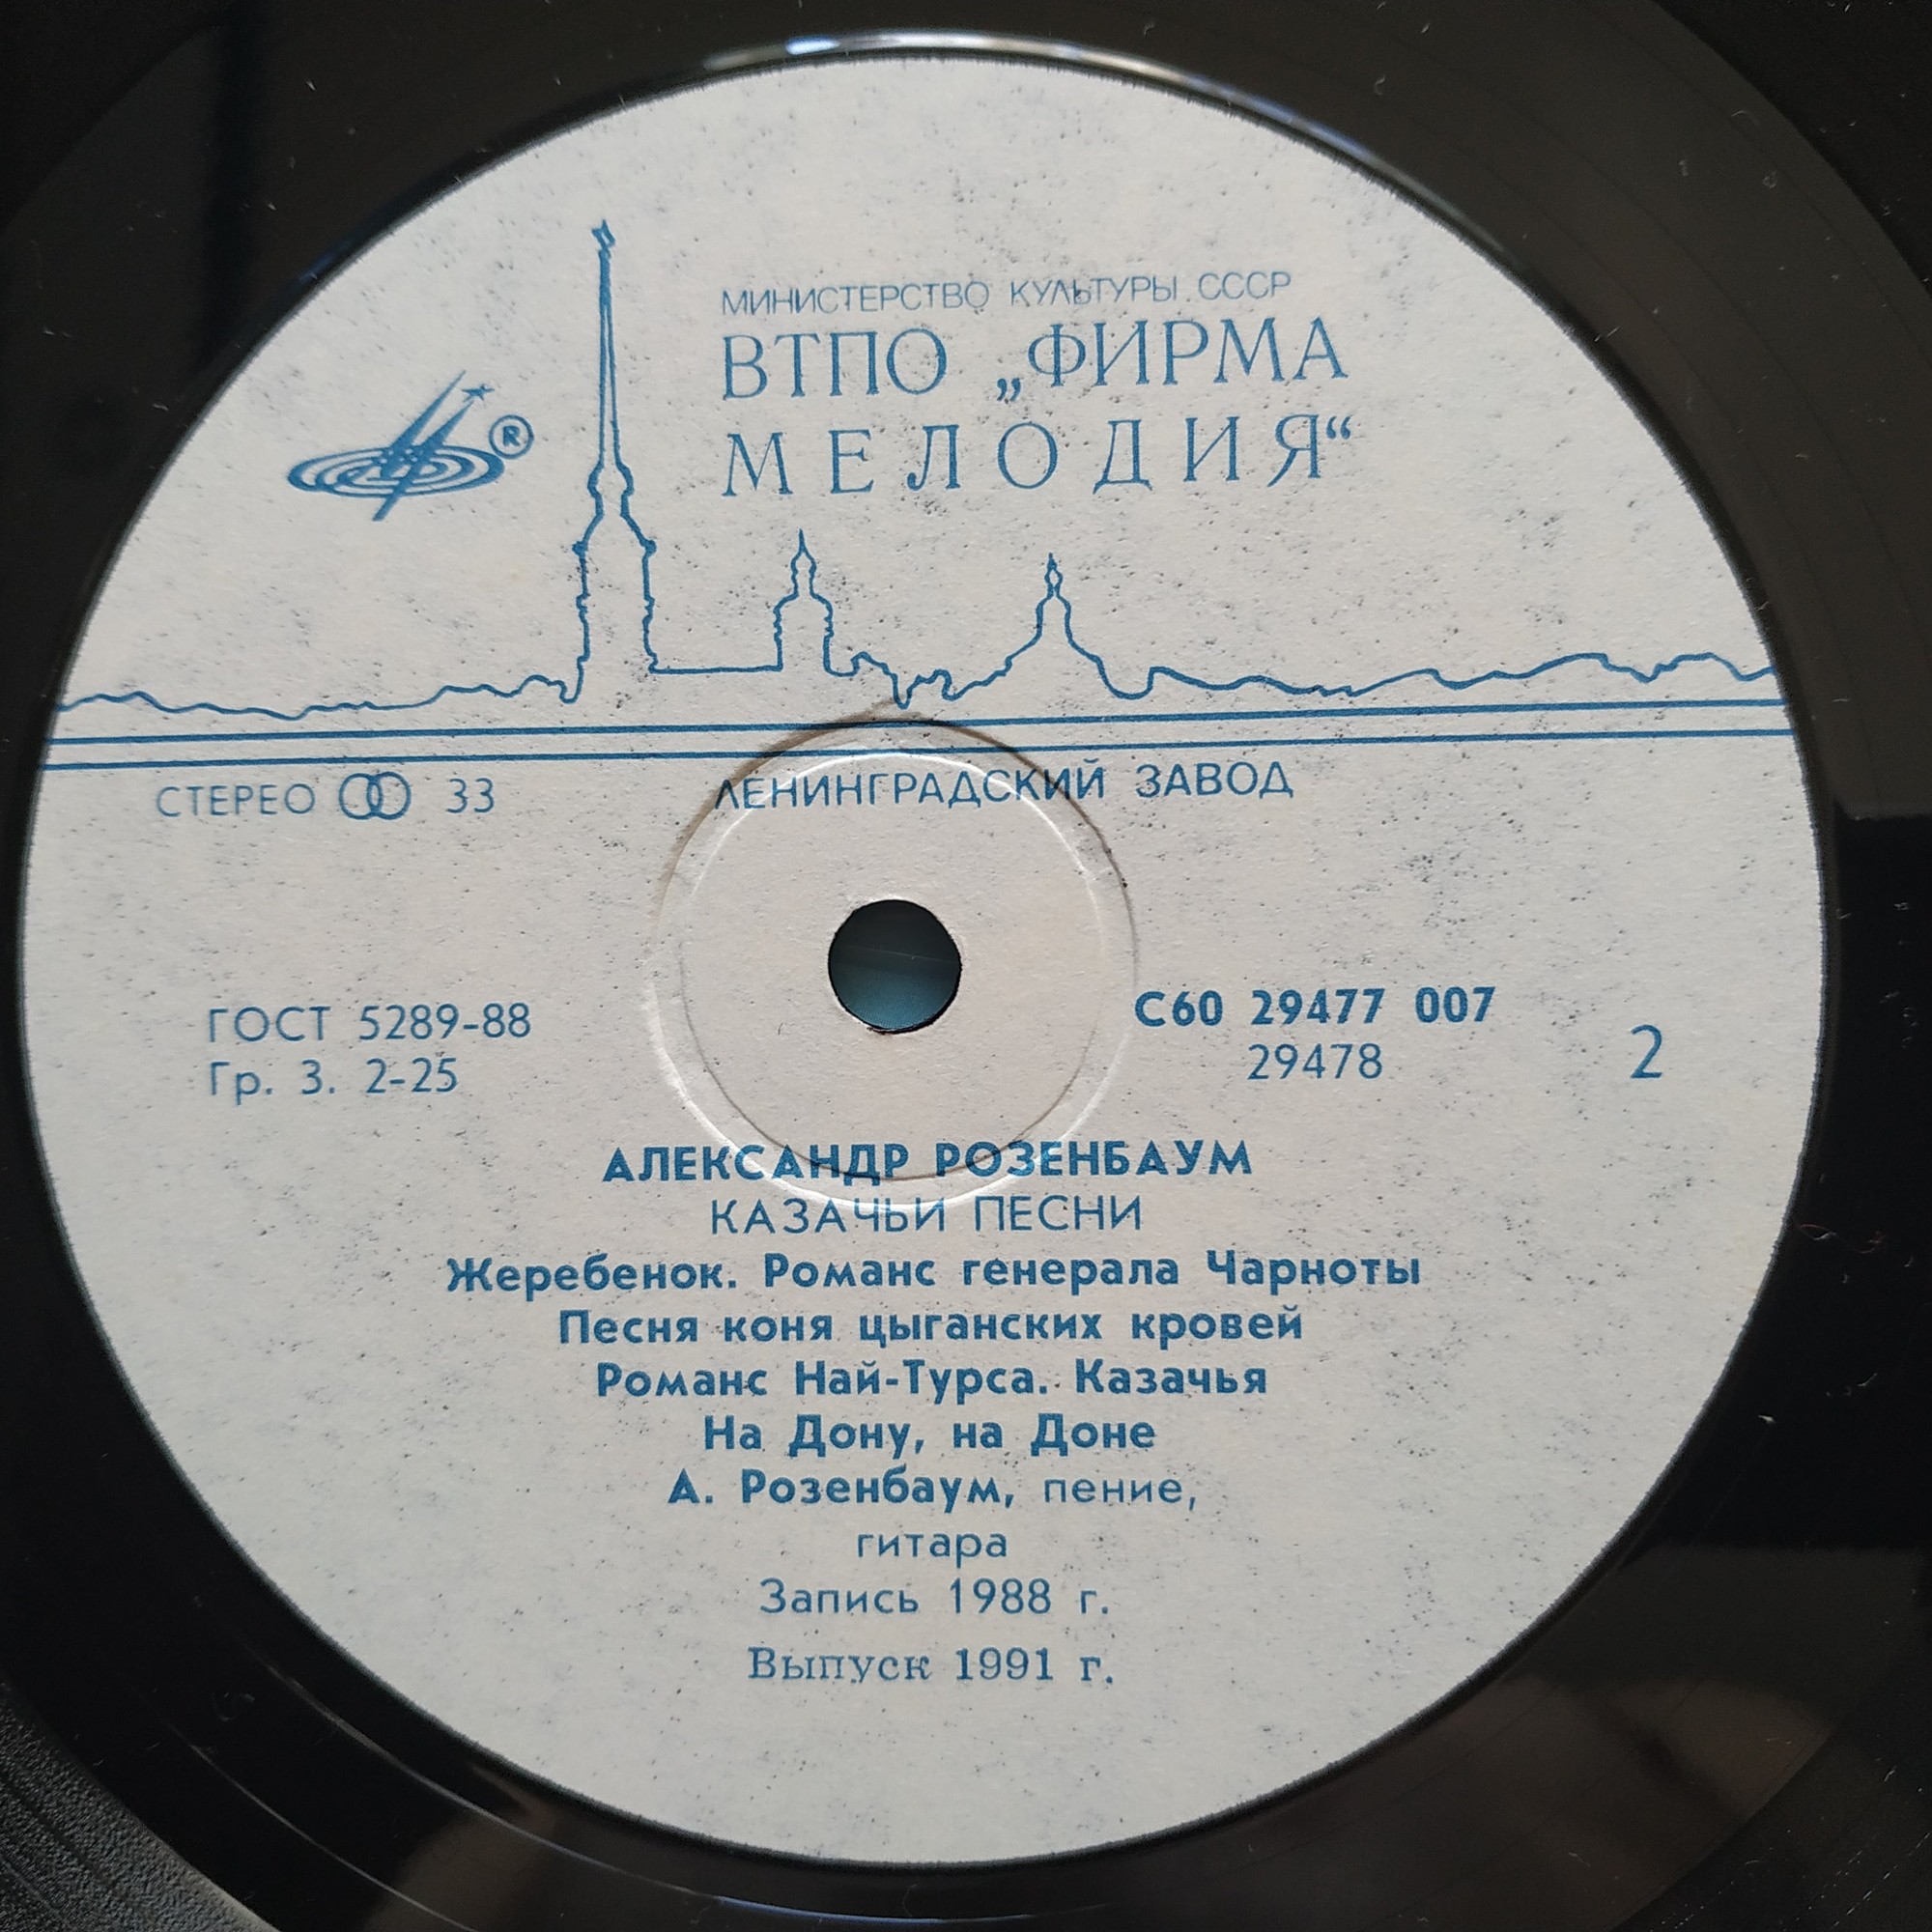 МИНИСТЕРСТВО КУЛЬТУРЫ СССР
ВТПО „ФИРМА
МЕЛОДИЯ“
®
СТЕРЕО 33
ЛЕНИНГРАДСКИЙ ЗАВОД
ГОСТ 5289-88
Гр. 3. 2-25
С60 29477 007
29478
2
АЛЕКСАНДР РОЗЕНБАУМ
КАЗАЧЬИ ПЕСНИ
Жеребенок. Романс генерала Чарноты
Песня коня цыганских кровей
Романс Най-Турса. Казачья
На Дону, на Доне
А. Розенбаум, пение,
гитара
Запись 1988 г.
Выпуск 1991 г.